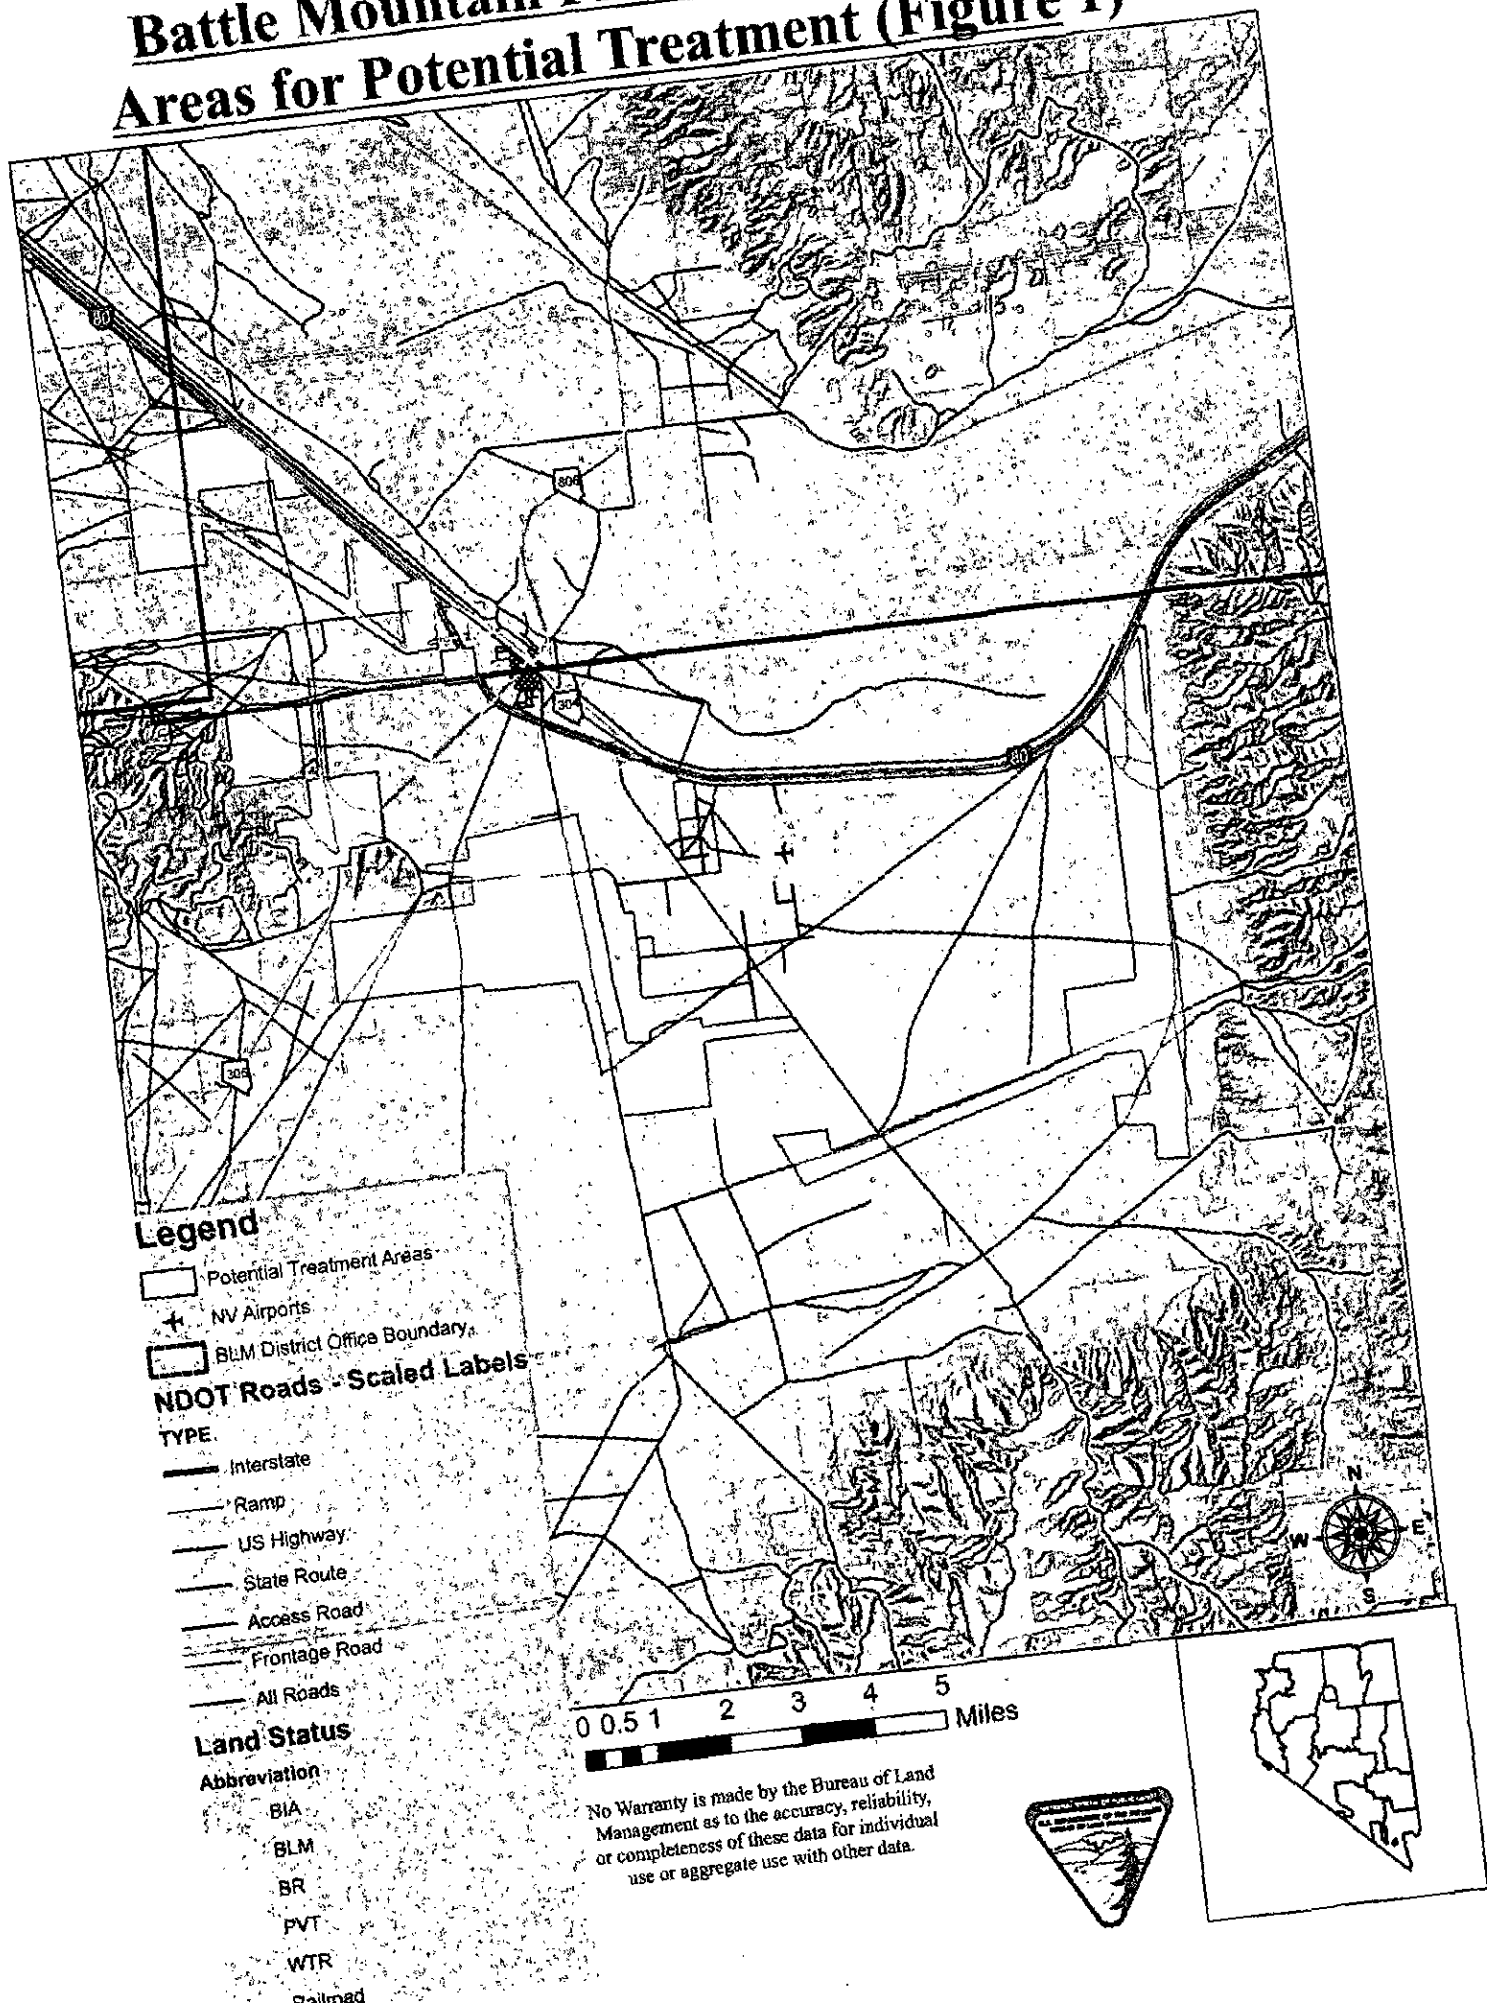 Battle Mountain
Areas for Potential Treatment (Figure 1)
80
806
304
80
305
Legend
Potential Treatment Areas
NV Airports
BLM District Office Boundary
NDOT Roads - Scaled Labels
TYPE
Interstate
Ramp
US Highway
State Route
Access Road
Frontage Road
All Roads
Land Status
Abbreviation
BIA
BLM
BR
PVT
WTR
Railroad
N
W E
S
0 0.5 1 2 3 4 5
Miles
No Warranty is made by the Bureau of Land
Management as to the accuracy, reliability,
or completeness of these data for individual
use or aggregate use with other data.